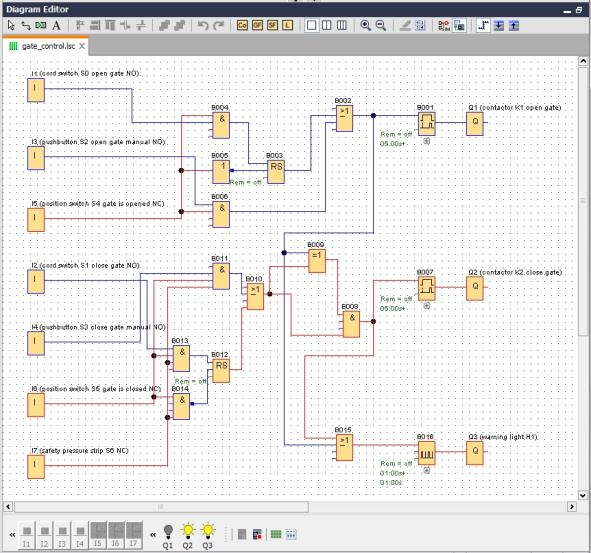 Diagram Editor
A Co GF SF L
gate_control.lsc X
I1 (cord switch S0 open gate NO)
I
B004
&
B002
>1
B001
Q1 (contactor K1 open gate)
Q
Rem = off
05:00s+
I3 (pushbutton S2 open gate manual NO)
I
B005
1
B003
RS
Rem = off
B006
&
I5 (position switch S4 gate is opened NC)
I
B009
=1
I2 (cord switch S1 close gate NO)
I
B011
&
B010
>1
B007
Q2 (contactor K2 close gate)
Q
Rem = off
05:00s+
B008
&
I4 (pushbutton S3 close gate manual NO)
I
B013
&
B012
RS
Rem = off
B014
&
I6 (position switch S5 gate is closed NC)
I
B015
>1
B016
Q3 (warning light H1)
Q
Rem = off
01:00s+
01:00s
I7 (safety pressure strip S6 NC)
I
I1 I2 I3 I4 I5 I6 I7 Q1 Q2 Q3